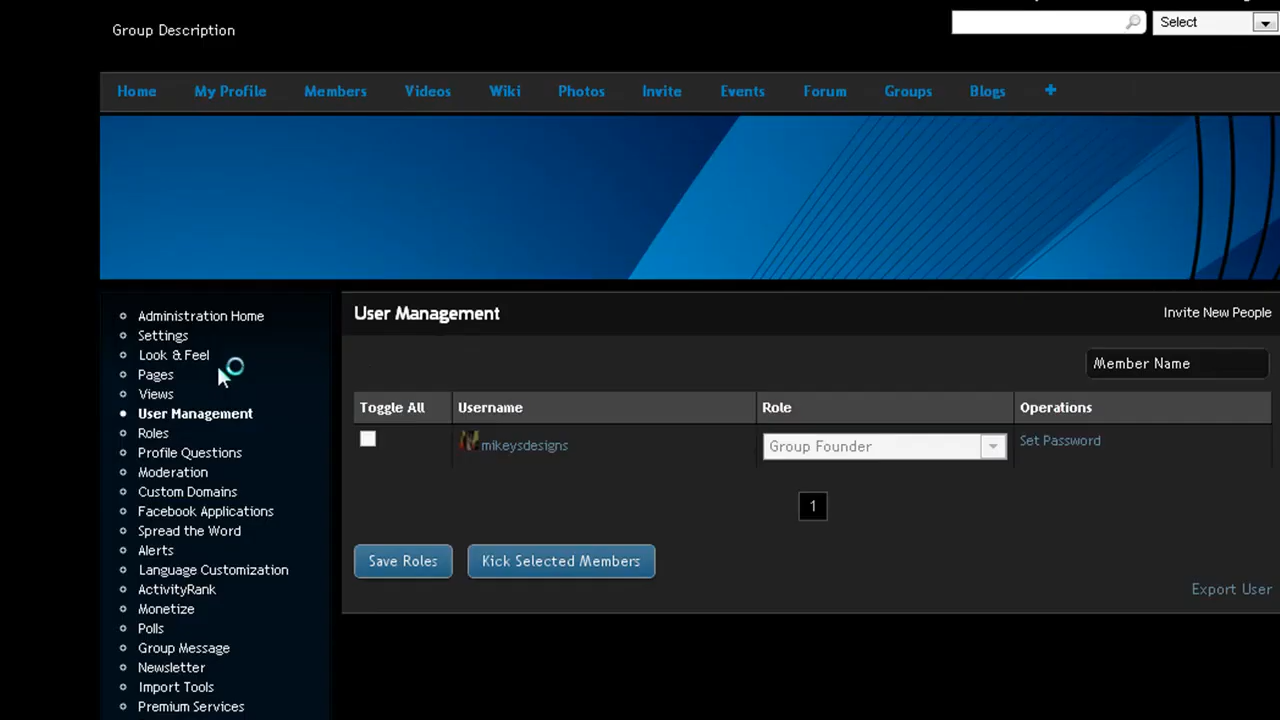 Group Description
Select
Home My Profile Members Videos Wiki Photos Invite Events Forum Groups Blogs +
Administration Home
Settings
Look & Feel
Pages
Views
User Management
Roles
Profile Questions
Moderation
Custom Domains
Facebook Applications
Spread the Word
Alerts
Language Customization
ActivityRank
Monetize
Polls
Group Message
Newsletter
Import Tools
Premium Services
User Management
Invite New People
Member Name
Toggle All Username Role Operations
mikeysdesigns Group Founder Set Password
1
Save Roles Kick Selected Members
Export User